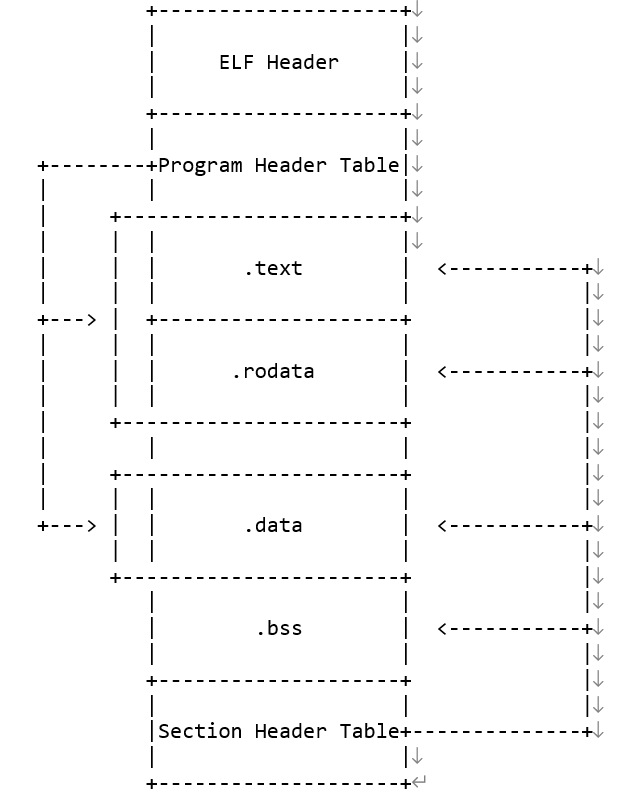 ELF Header
Program Header Table
.text
.rodata
.data
.bss
Section Header Table